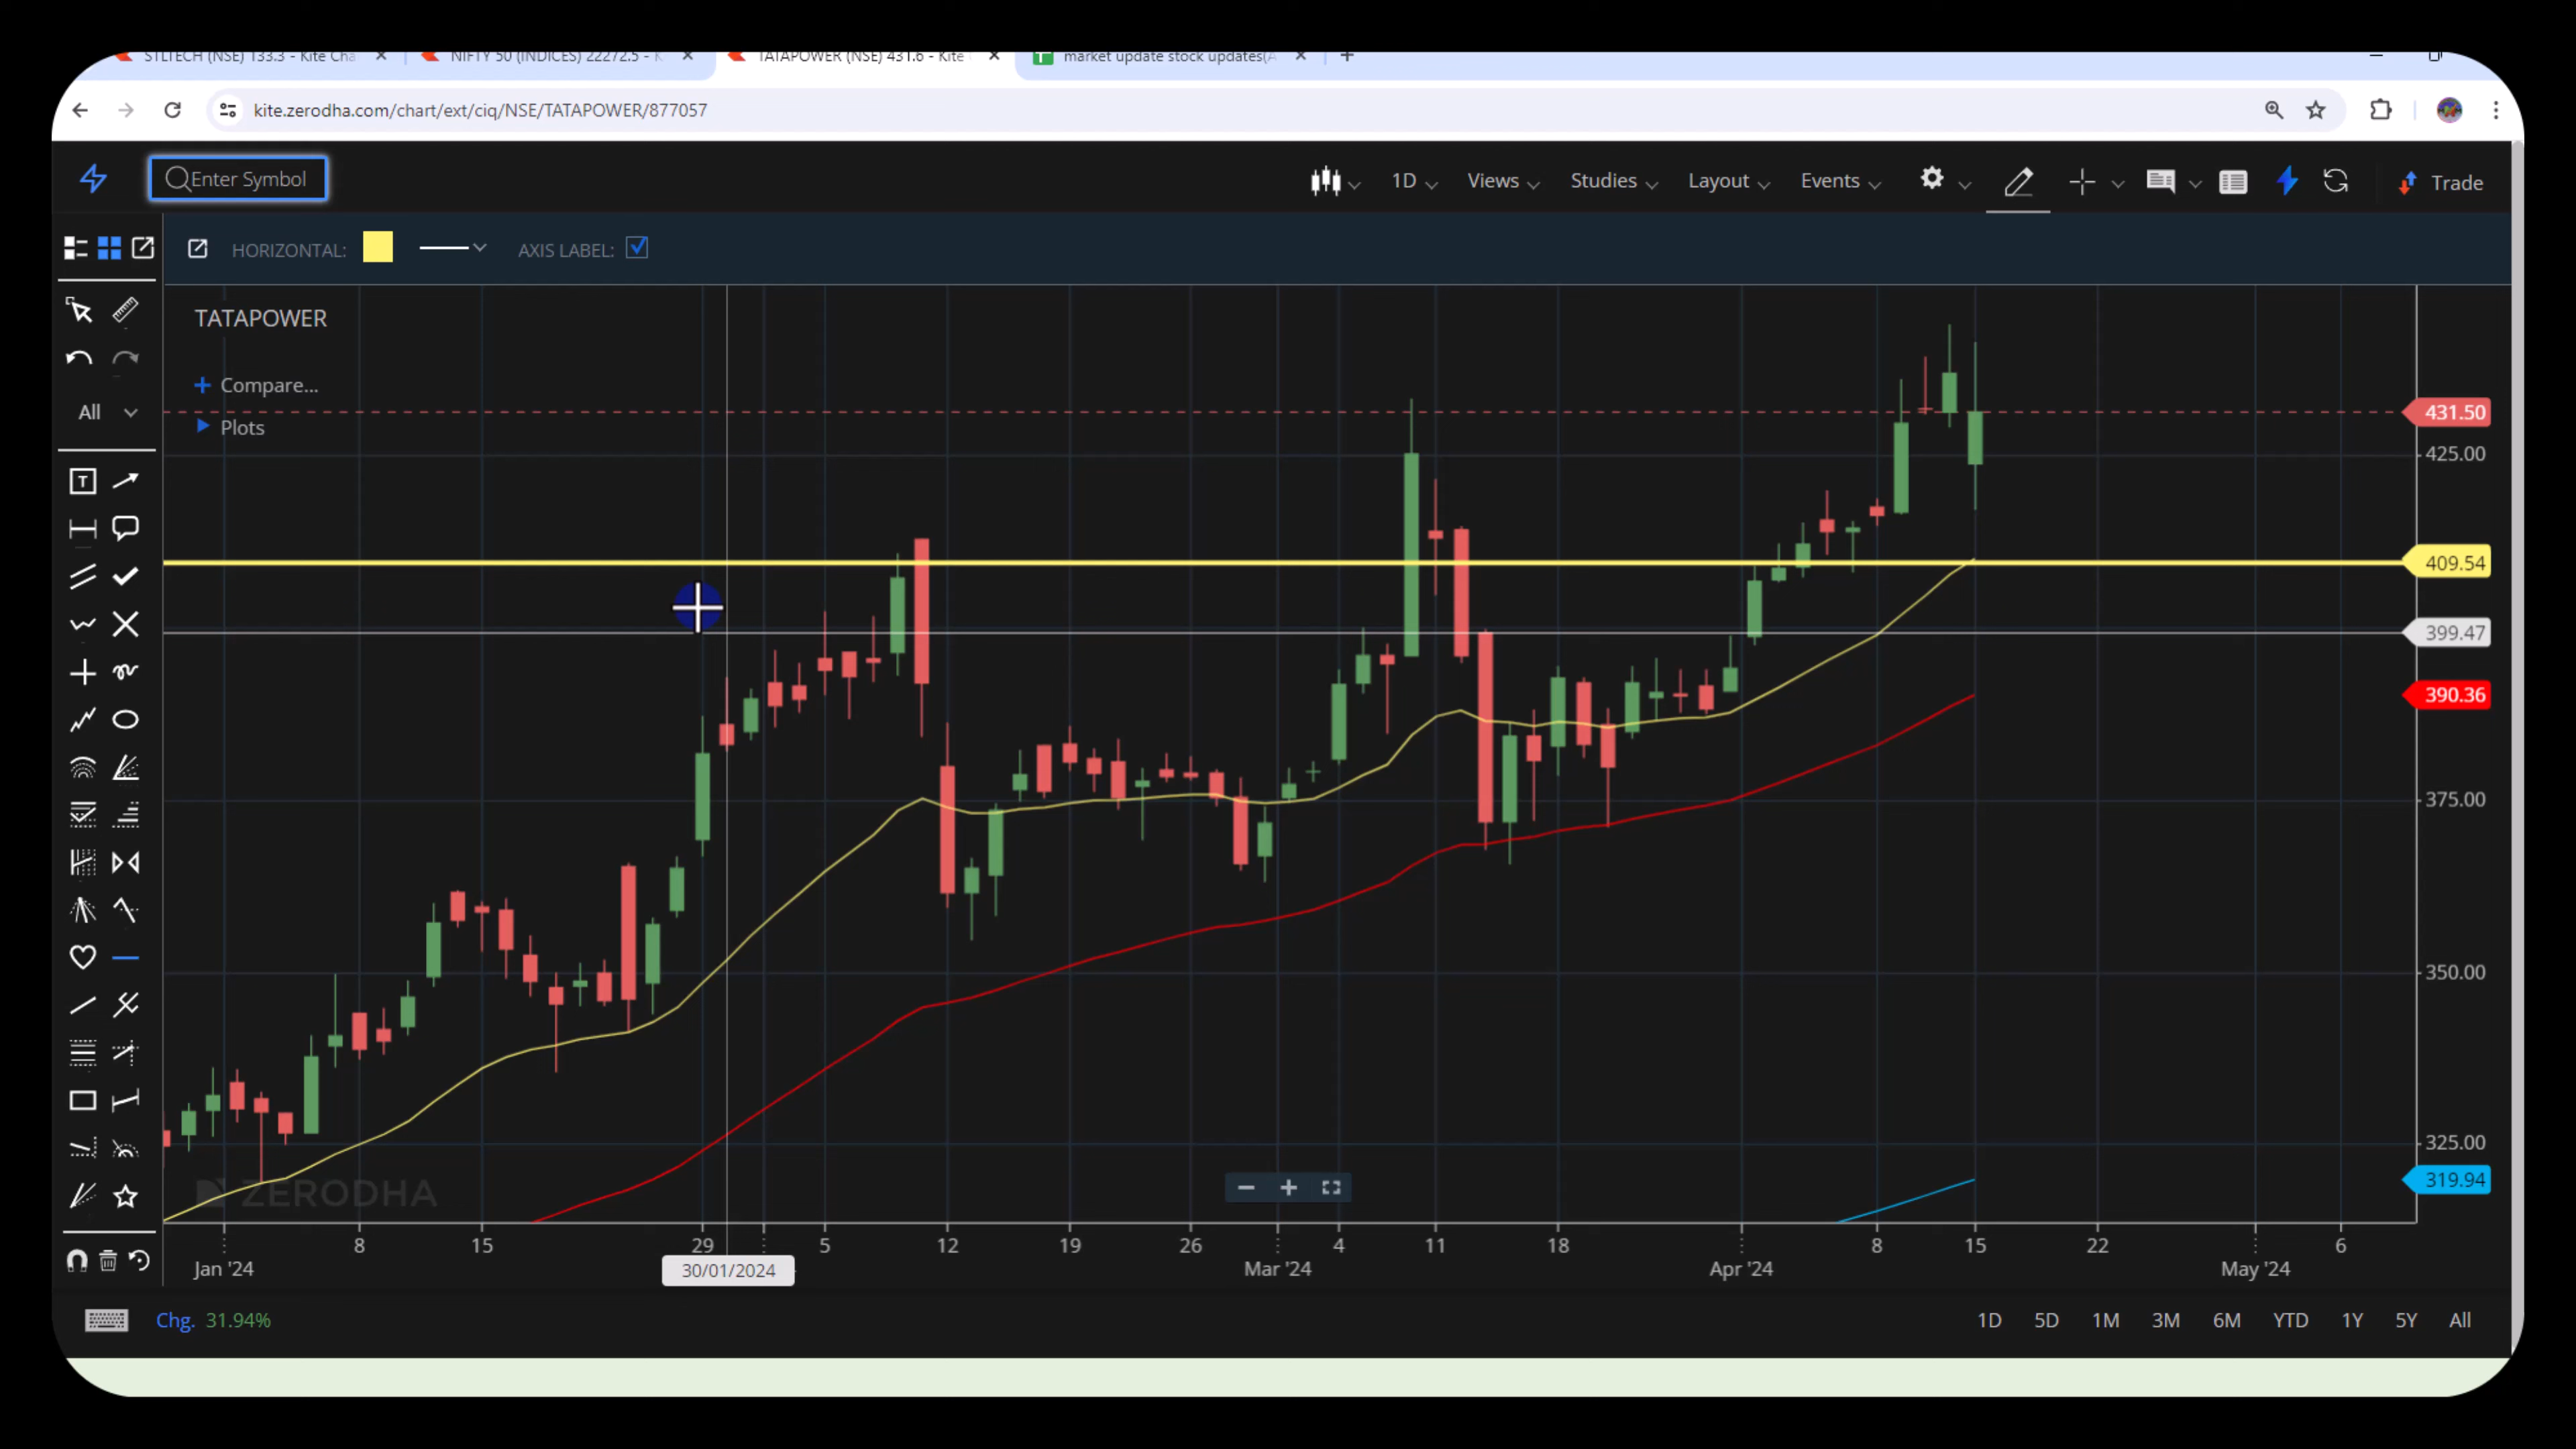 STLTECH (NSE) 133.3 - Kite Cha
NIFTY 50 (INDICES) 22272.5 - K
TATAPOWER (NSE) 431.6 - Kite
market update stock updates(A
kite.zerodha.com/chart/ext/ciq/NSE/TATAPOWER/877057
Enter Symbol
1D
Views
Studies
Layout
Events
Trade
HORIZONTAL:
AXIS LABEL:
TATAPOWER
Compare...
All
Plots
T
431.50
425.00
409.54
399.47
390.36
375.00
350.00
325.00
319.94
ZERODHA
8 15 29 5 12 19 26 4 11 18 8 15 22 6
Jan '24 Mar '24 Apr '24 May '24
30/01/2024
Chg. 31.94%
1D 5D 1M 3M 6M YTD 1Y 5Y All